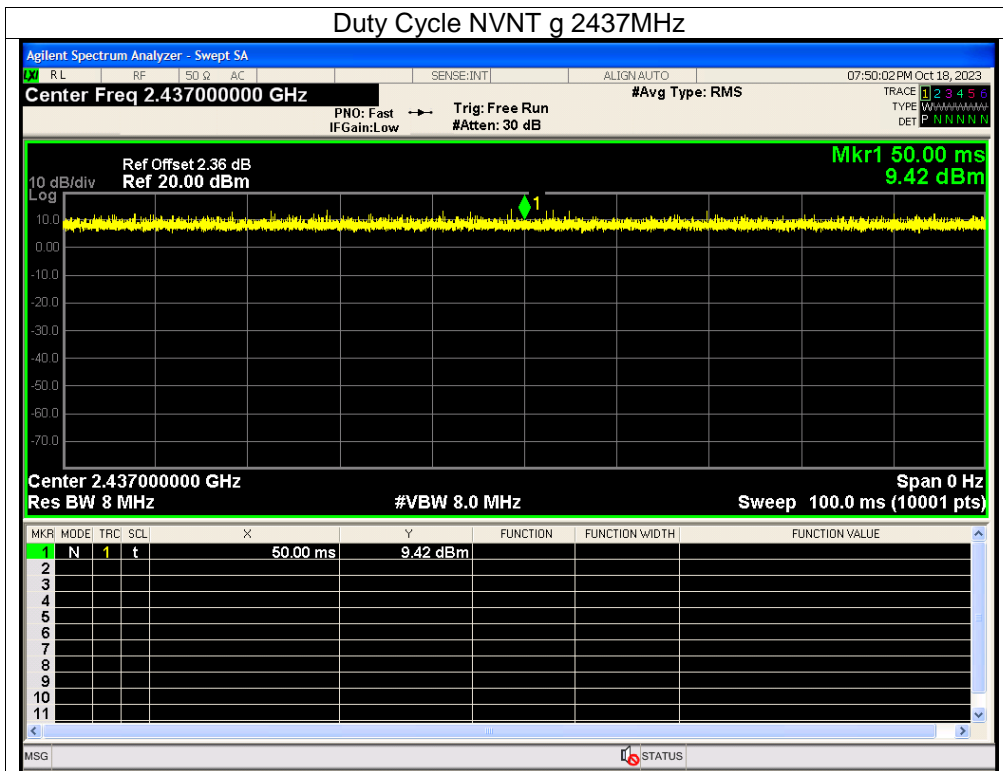 Duty Cycle NVNT g 2437MHz
Agilent Spectrum Analyzer - Swept SA
LXI RL RF 50 Ω AC SENSE:INT ALIGN AUTO 07:50:02 PM Oct 18, 2023
Center Freq 2.437000000 GHz #Avg Type: RMS TRACE 1 2 3 4 5 6
PNO: Fast Trig: Free Run TYPE WWWWWW
IFGain:Low #Atten: 30 dB DET P N N N N N
Mkr1 50.00 ms
Ref Offset 2.36 dB
10 dB/div Ref 20.00 dBm 9.42 dBm
Log
1
10.0
0.00
-10.0
-20.0
-30.0
-40.0
-50.0
-60.0
-70.0
Center 2.437000000 GHz Span 0 Hz
Res BW 8 MHz #VBW 8.0 MHz Sweep 100.0 ms (10001 pts)
MKR MODE TRC SCL X Y FUNCTION FUNCTION WIDTH FUNCTION VALUE
1 N 1 t 50.00 ms 9.42 dBm
2
3
4
5
6
7
8
9
10
11
MSG STATUS